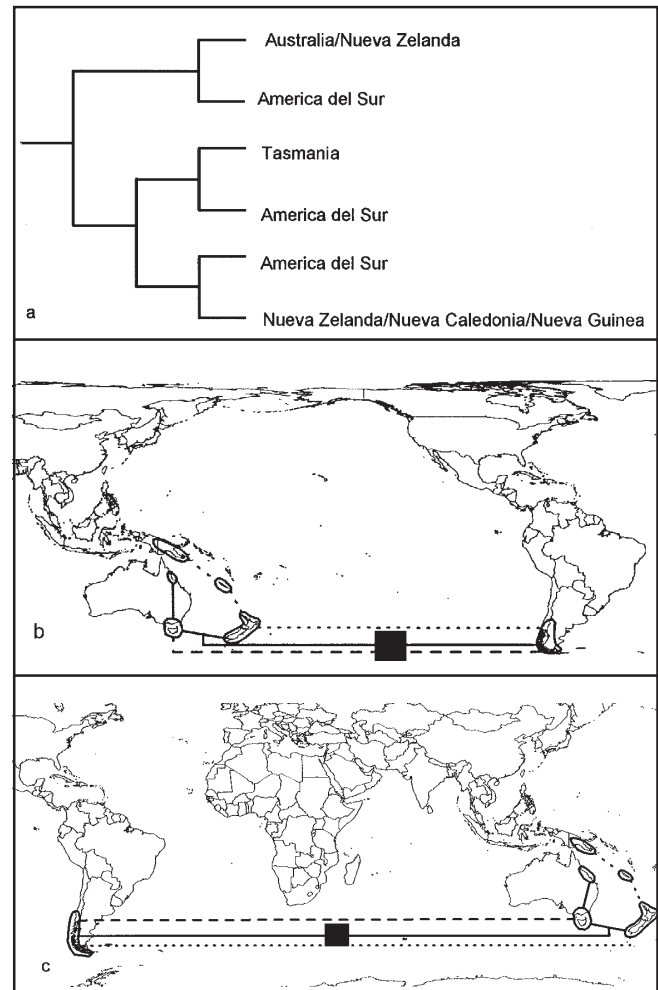 Australia/Nueva Zelanda
America del Sur
Tasmania
America del Sur
America del Sur
Nueva Zelanda/Nueva Caledonia/Nueva Guinea
a
b
c